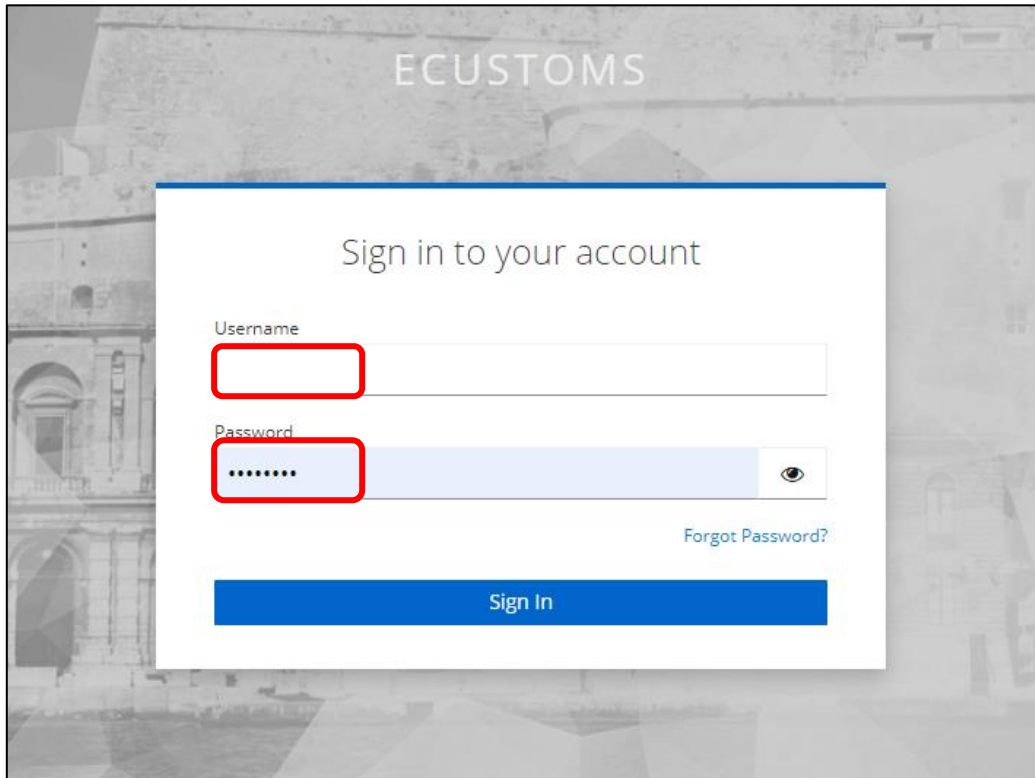 ECUSTOMS
Sign in to your account
Username
Password
••••••••
Forgot Password?
Sign In